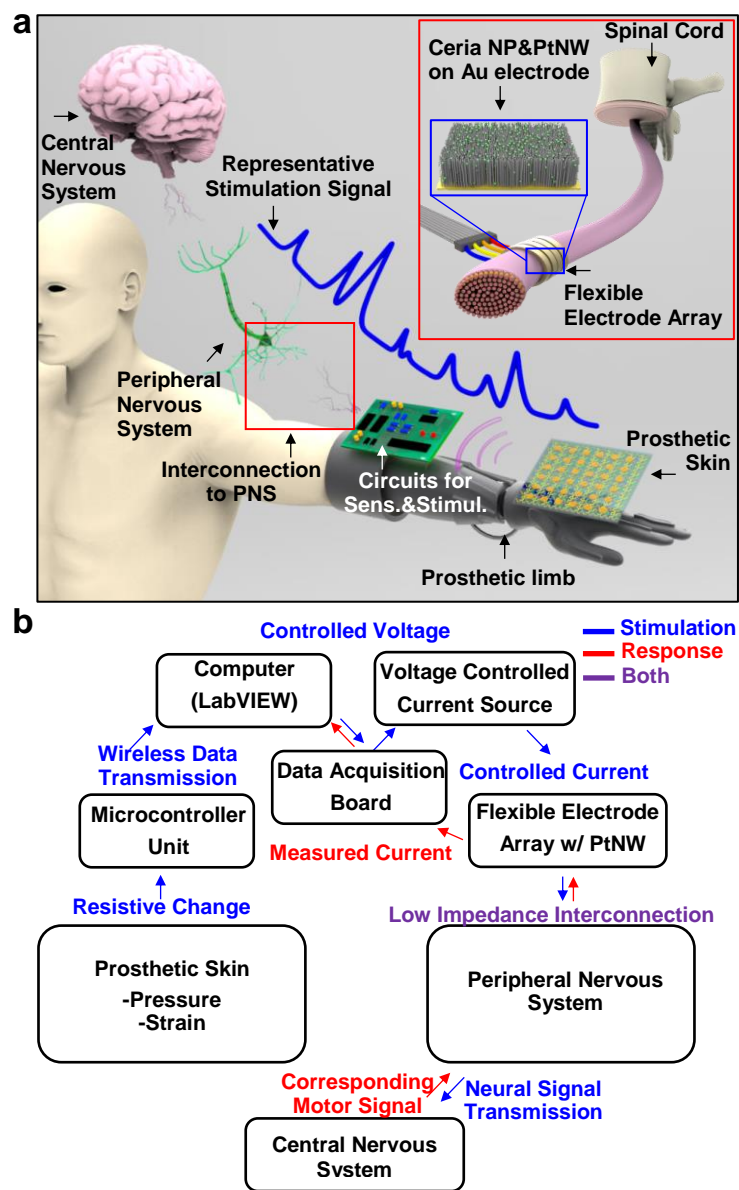 a
Spinal Cord
Ceria NP&PtNW
on Au electrode
Central
Nervous
System
Representative
Stimulation Signal
Flexible
Electrode Array
Peripheral
Nervous
System
Interconnection
to PNS
Circuits for
Sens.&Stimul.
Prosthetic
Skin
Prosthetic limb
b
Controlled Voltage
Stimulation
Response
Both
Computer
(LabVIEW)
Voltage Controlled
Current Source
Wireless Data
Transmission
Data Acquisition
Board
Controlled Current
Microcontroller
Unit
Flexible Electrode
Array w/ PtNW
Measured Current
Resistive Change
Low Impedance Interconnection
Prosthetic Skin
-Pressure
-Strain
Peripheral Nervous
System
Corresponding
Motor Signal
Neural Signal
Transmission
Central Nervous
System